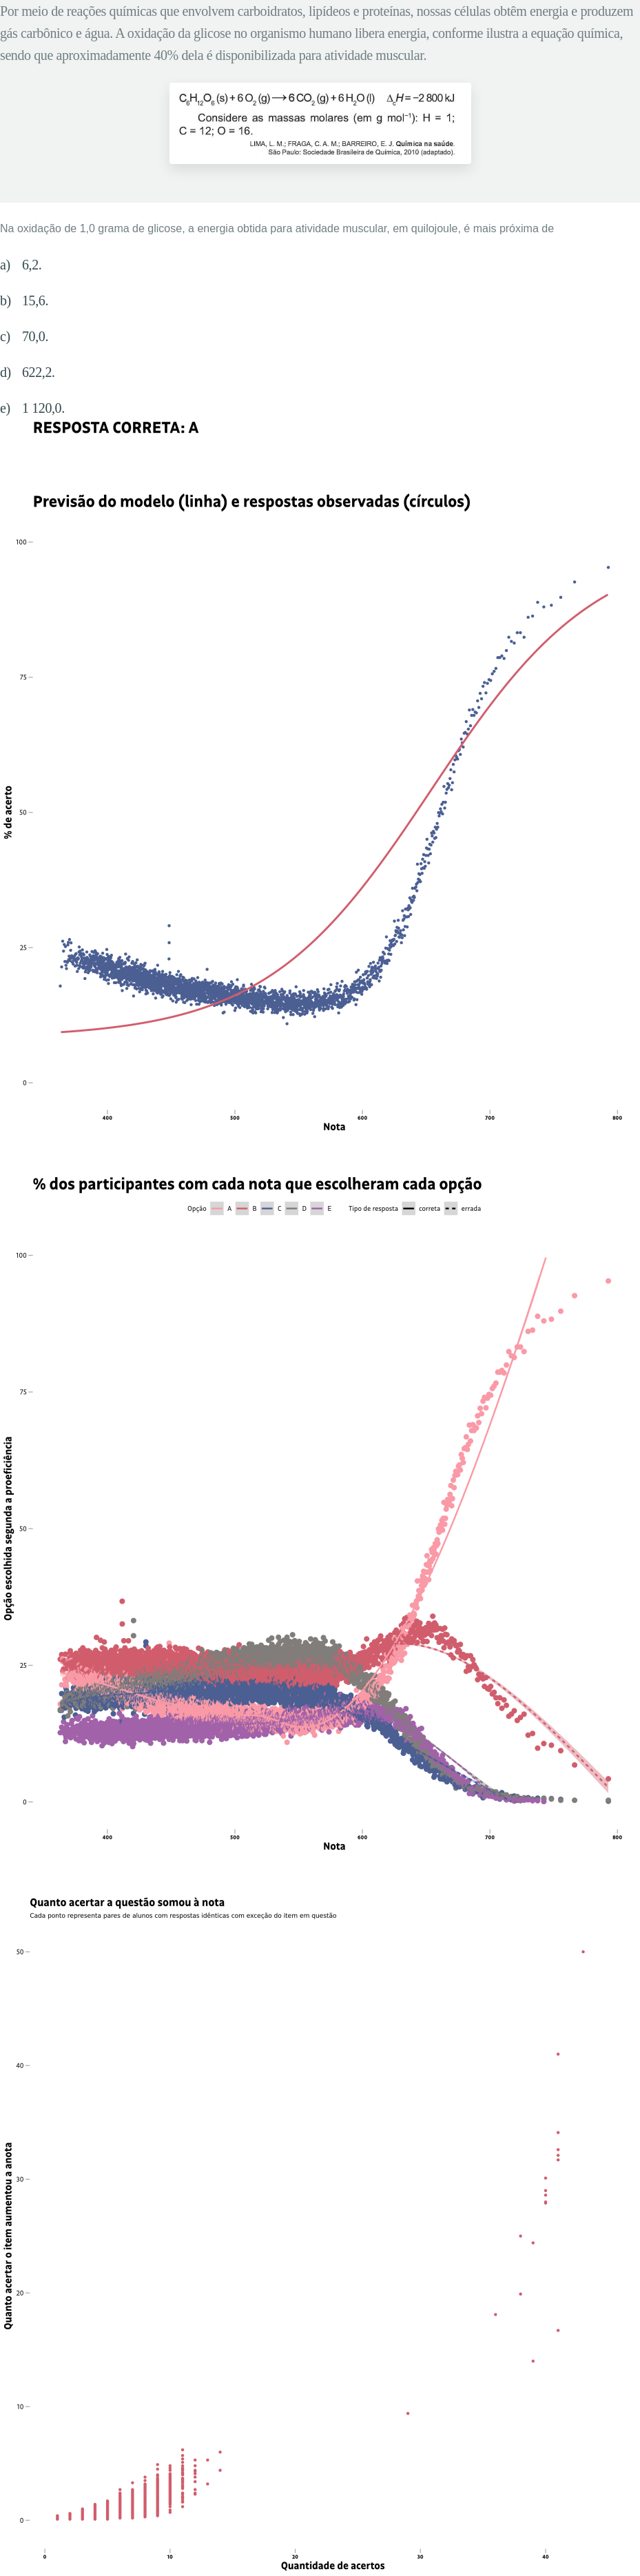 Por meio de reações químicas que envolvem carboidratos, lipídeos e proteínas, nossas células obtêm energia e produzem
gás carbônico e água. A oxidação da glicose no organismo humano libera energia, conforme ilustra a equação química,
sendo que aproximadamente 40% dela é disponibilizada para atividade muscular.
C6H12O6 (s) + 6 O2 (g) ⟶ 6 CO2 (g) + 6 H2O (l) ΔcH = −2 800 kJ
Considere as massas molares (em g mol⁻¹): H = 1;
C = 12; O = 16.
LIMA, L. M.; FRAGA, C. A. M.; BARREIRO, E. J. Química na saúde.
São Paulo: Sociedade Brasileira de Química, 2010 (adaptado).
Na oxidação de 1,0 grama de glicose, a energia obtida para atividade muscular, em quilojoule, é mais próxima de
a) 6,2.
b) 15,6.
c) 70,0.
d) 622,2.
e) 1 120,0.
RESPOSTA CORRETA: A
Previsão do modelo (linha) e respostas observadas (círculos)
% de acerto
100
75
50
25
0
400 500 600 700 800
Nota
% dos participantes com cada nota que escolheram cada opção
Opção A B C D E Tipo de resposta correta errada
Opção escolhida segunda a proeficiência
100
75
50
25
0
400 500 600 700 800
Nota
Quanto acertar a questão somou à nota
Cada ponto representa pares de alunos com respostas idênticas com exceção do item em questão
Quanto acertar o item aumentou a anota
50
40
30
20
10
0
0 10 20 30 40
Quantidade de acertos